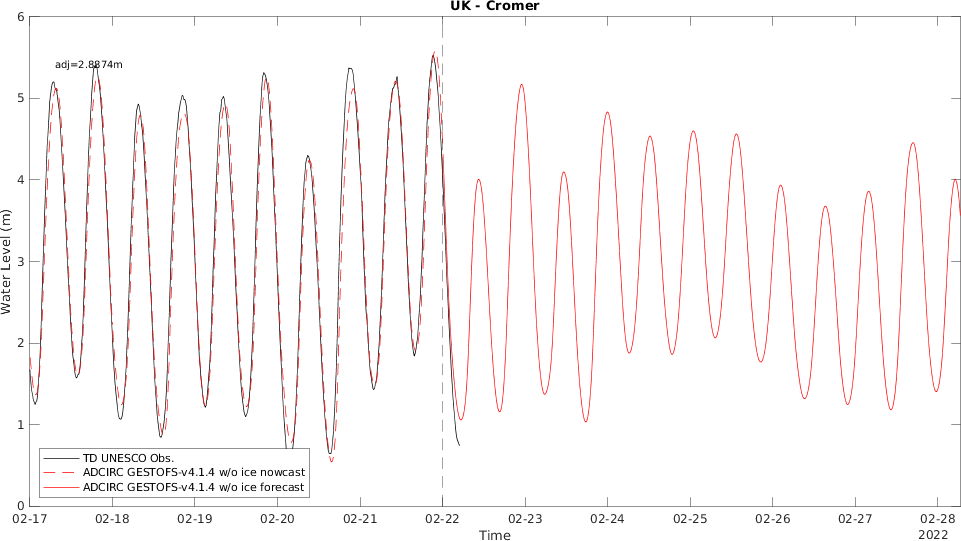 UK - Cromer
6
adj=2.8874m
5
4
3
2
1
0
Water Level (m)
TD UNESCO Obs.
ADCIRC GESTOFS-v4.1.4 w/o ice nowcast
ADCIRC GESTOFS-v4.1.4 w/o ice forecast
02-17 02-18 02-19 02-20 02-21 02-22 02-23 02-24 02-25 02-26 02-27 02-28
Time
2022